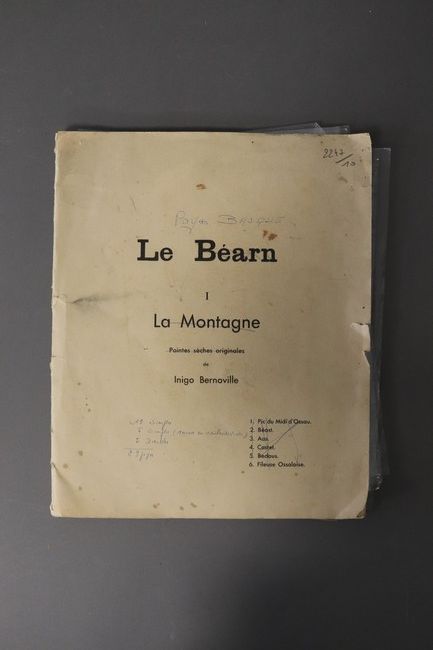 2247/10
Pays BASQUE
Le Béarn
I
La Montagne
Pointes sèches originales
de
Inigo Bernoville
1. Pic du Midi d'Ossau.
2. Béost.
3. Aas.
4. Castet.
5. Bedous.
6. Fileuse Ossaloise.